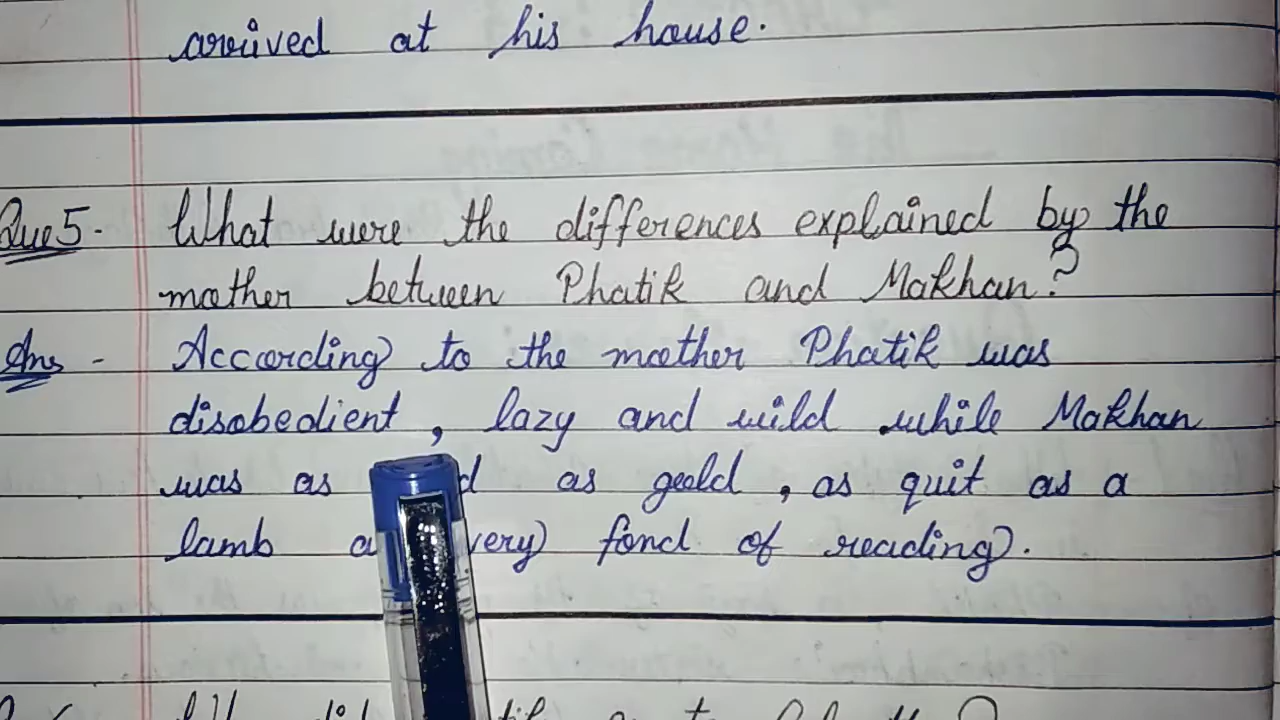 arrived at his house.
Que 5. What were the differences explained by the
mother between Phatik and Makhan?
Ans - According to the mother Phatik was
disobedient, lazy and wild while Makhan
was as as geeld, as quit as a
lamb very fond of reading.